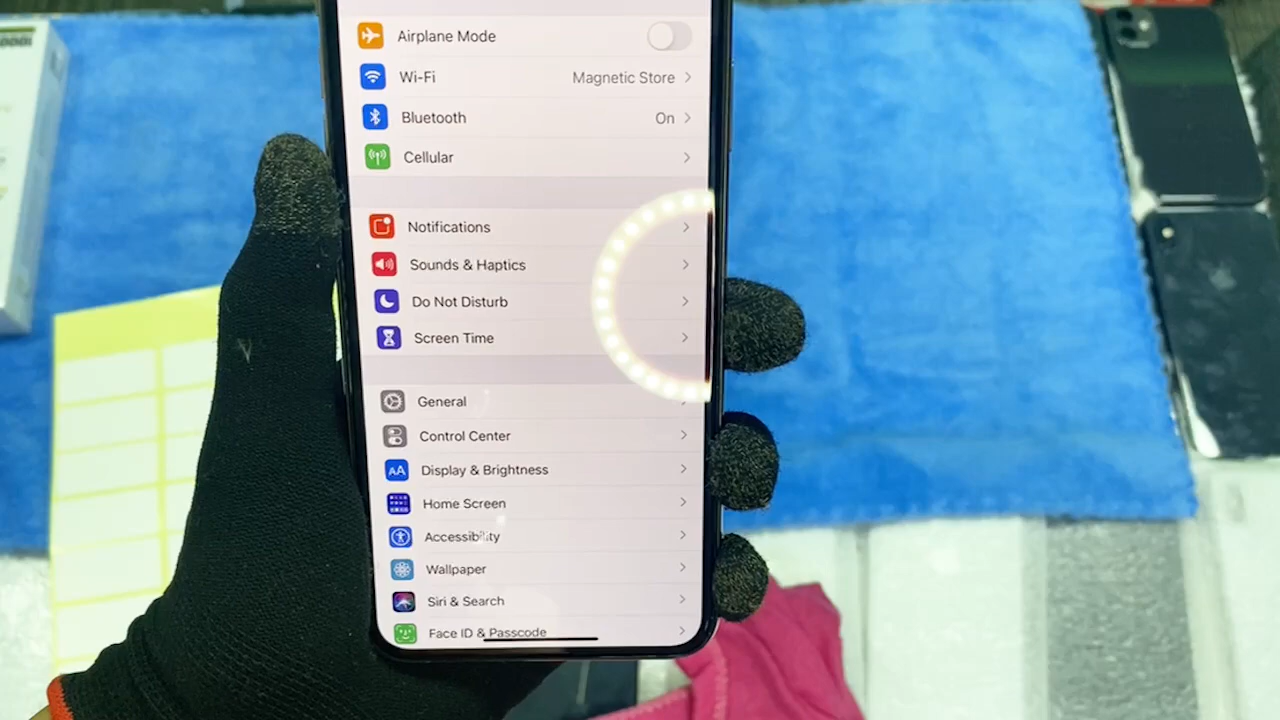 Airplane Mode
Wi-Fi Magnetic Store
Bluetooth On
Cellular
Notifications
Sounds & Haptics
Do Not Disturb
Screen Time
General
Control Center
AA Display & Brightness
Home Screen
Accessibility
Wallpaper
Siri & Search
Face ID & Passcode